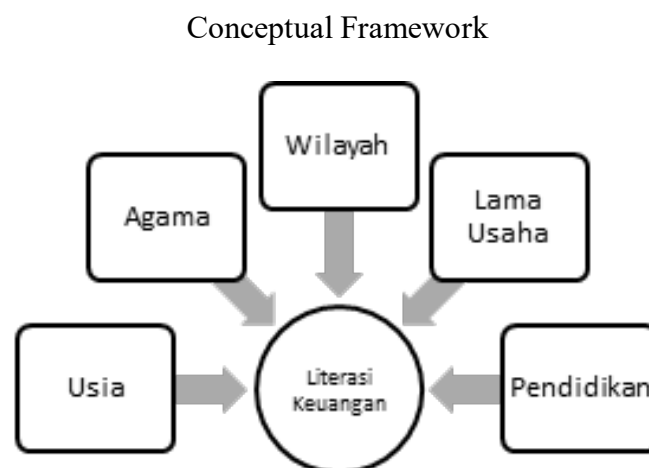 Conceptual Framework
Wilayah
Agama
Lama
Usaha
Usia
Literasi
Keuangan
Pendidikan